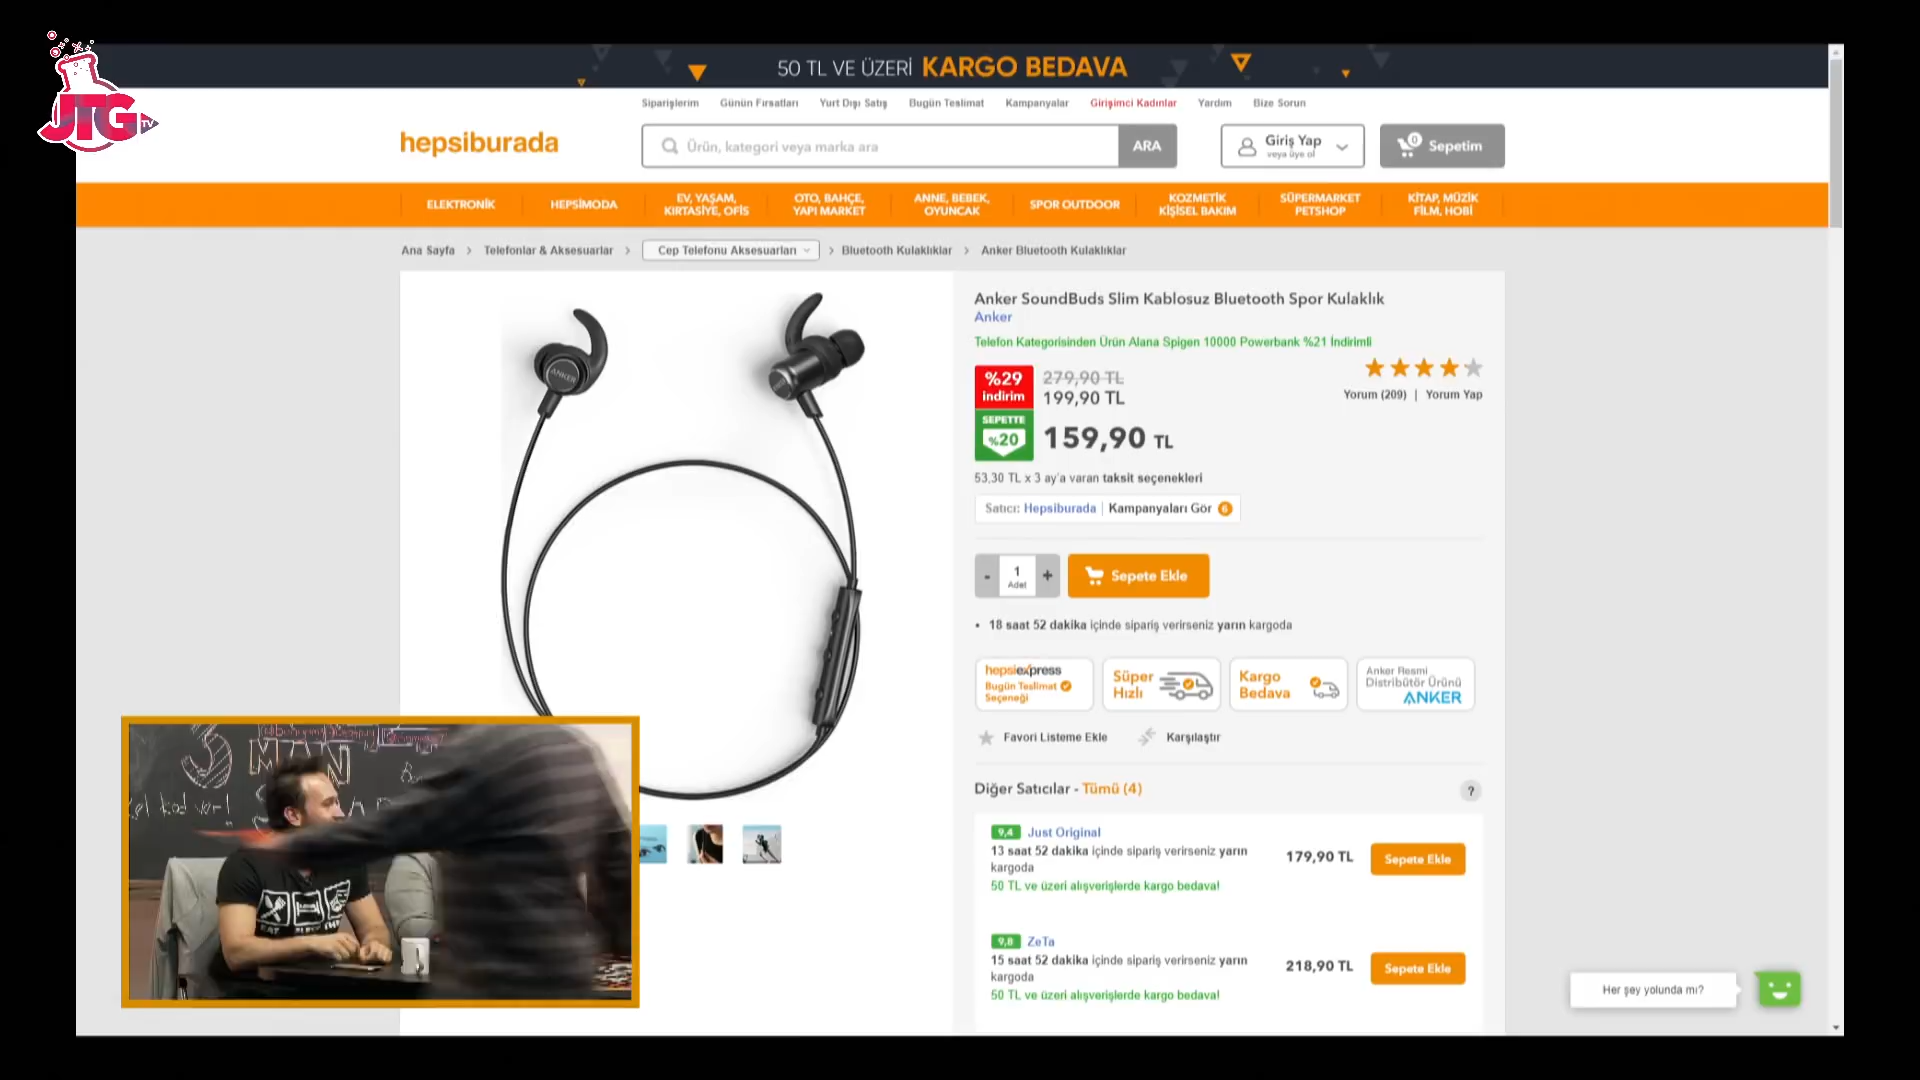 JTG
TV
50 TL VE ÜZERİ KARGO BEDAVA
Siparişlerim Günün Fırsatları Yurt Dışı Satış Bugün Teslimat Kampanyalar Girişimci Kadınlar Yardım Bize Sorun
hepsiburada
Ürün, kategori veya marka ara
ARA
Giriş Yap
veya üye ol
0 Sepetim
ELEKTRONİK
HEPSİMODA
EV, YAŞAM,
KIRTASİYE, OFİS
OTO, BAHÇE,
YAPI MARKET
ANNE, BEBEK,
OYUNCAK
SPOR OUTDOOR
KOZMETİK
KİŞİSEL BAKIM
SÜPERMARKET
PETSHOP
KİTAP, MÜZİK
FİLM, HOBİ
Ana Sayfa > Telefonlar & Aksesuarlar > Cep Telefonu Aksesuarları > Bluetooth Kulaklıklar > Anker Bluetooth Kulaklıklar
ANKER
Anker SoundBuds Slim Kablosuz Bluetooth Spor Kulaklık
Anker
Telefon Kategorisinden Ürün Alana Spigen 10000 Powerbank %21 İndirimli
%29
indirim
279,90 TL
199,90 TL
Yorum (209) | Yorum Yap
SEPETTE
%20
159,90 TL
53,30 TL x 3 ay'a varan taksit seçenekleri
Satıcı: Hepsiburada | Kampanyaları Gör 6
- 1 +
Adet
Sepete Ekle
• 18 saat 52 dakika içinde sipariş verirseniz yarın kargoda
hepsiexpress
Bugün Teslimat
Seçeneği
Süper
Hızlı
Kargo
Bedava
Anker Resmi
Distribütör Ürünü
ANKER
Favori Listeme Ekle
Karşılaştır
Diğer Satıcılar - Tümü (4)
?
9,4 Just Original
13 saat 52 dakika içinde sipariş verirseniz yarın
kargoda
50 TL ve üzeri alışverişlerde kargo bedava!
179,90 TL
Sepete Ekle
9,8 ZeTa
15 saat 52 dakika içinde sipariş verirseniz yarın
kargoda
50 TL ve üzeri alışverişlerde kargo bedava!
218,90 TL
Sepete Ekle
Her şey yolunda mı?
3
MAN
kod var!
EAT